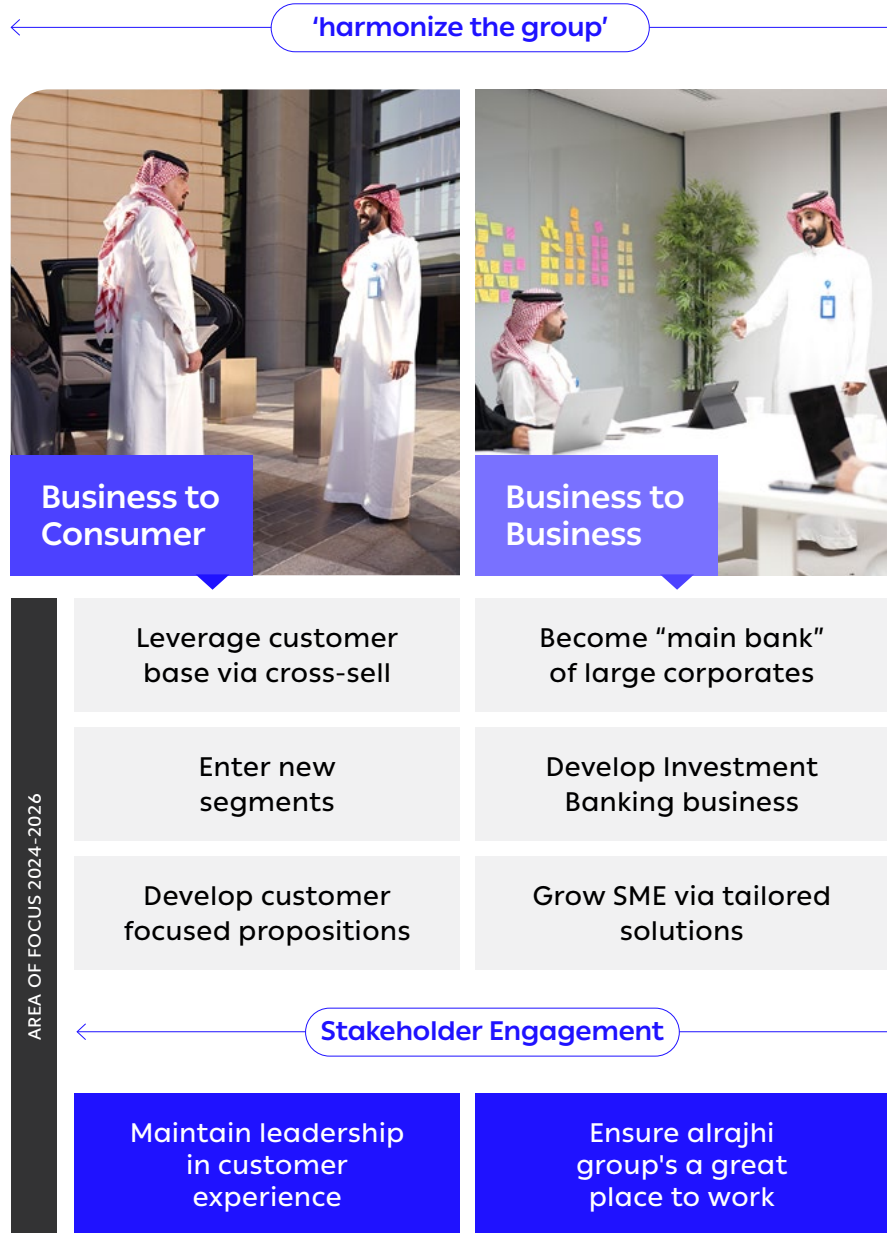 ‘harmonize the group’
Business to
Consumer
Business to
Business
AREA OF FOCUS 2024-2026
Leverage customer
base via cross-sell
Become “main bank”
of large corporates
Enter new
segments
Develop Investment
Banking business
Develop customer
focused propositions
Grow SME via tailored
solutions
Stakeholder Engagement
Maintain leadership
in customer
experience
Ensure alrajhi
group's a great
place to work